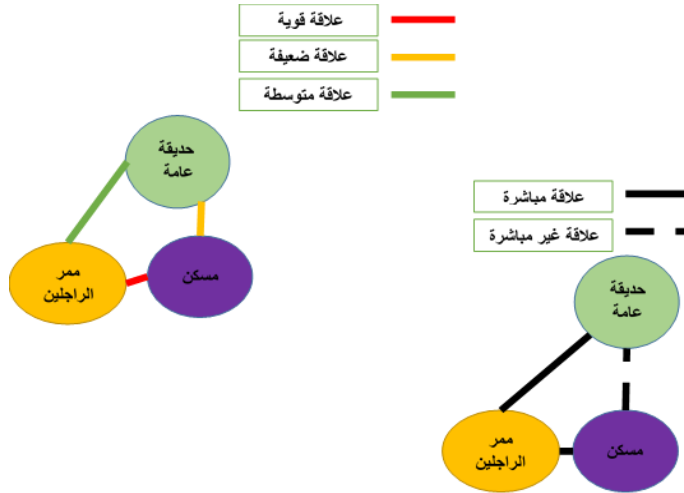 علاقة قوية
علاقة ضعيفة
علاقة متوسطة
حديقة
عامة
ممر
الراجلين
مسكن
علاقة مباشرة
علاقة غير مباشرة
حديقة
عامة
ممر
الراجلين
مسكن